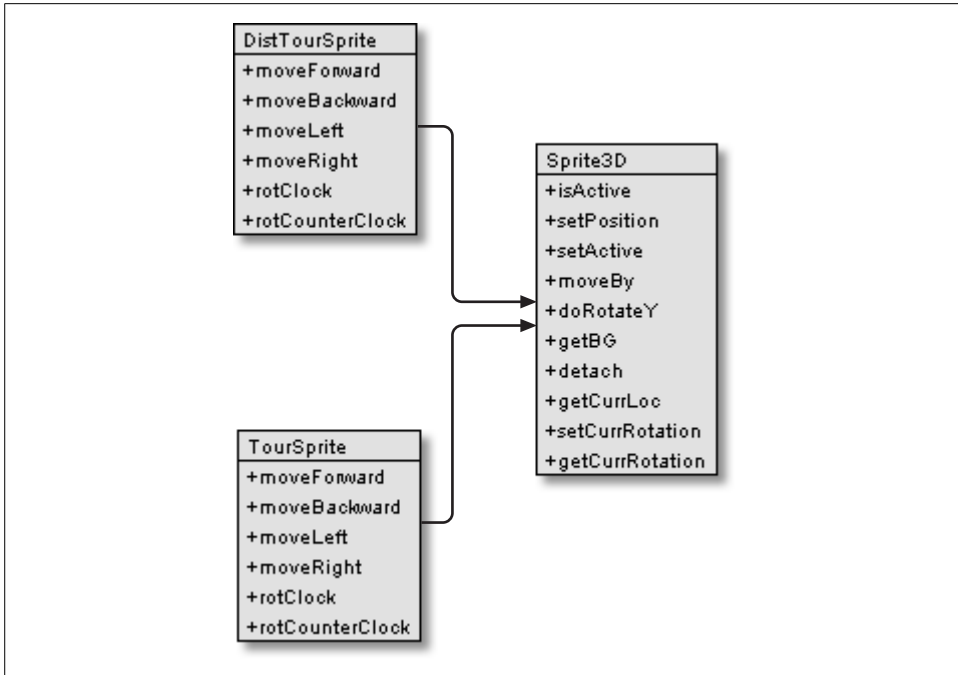 DistTourSprite
+moveForward
+moveBackward
+moveLeft
+moveRight
+rotClock
+rotCounterClock
Sprite3D
+isActive
+setPosition
+setActive
+moveBy
+doRotateY
+getBG
+detach
+getCurrLoc
+setCurrRotation
+getCurrRotation
TourSprite
+moveForward
+moveBackward
+moveLeft
+moveRight
+rotClock
+rotCounterClock